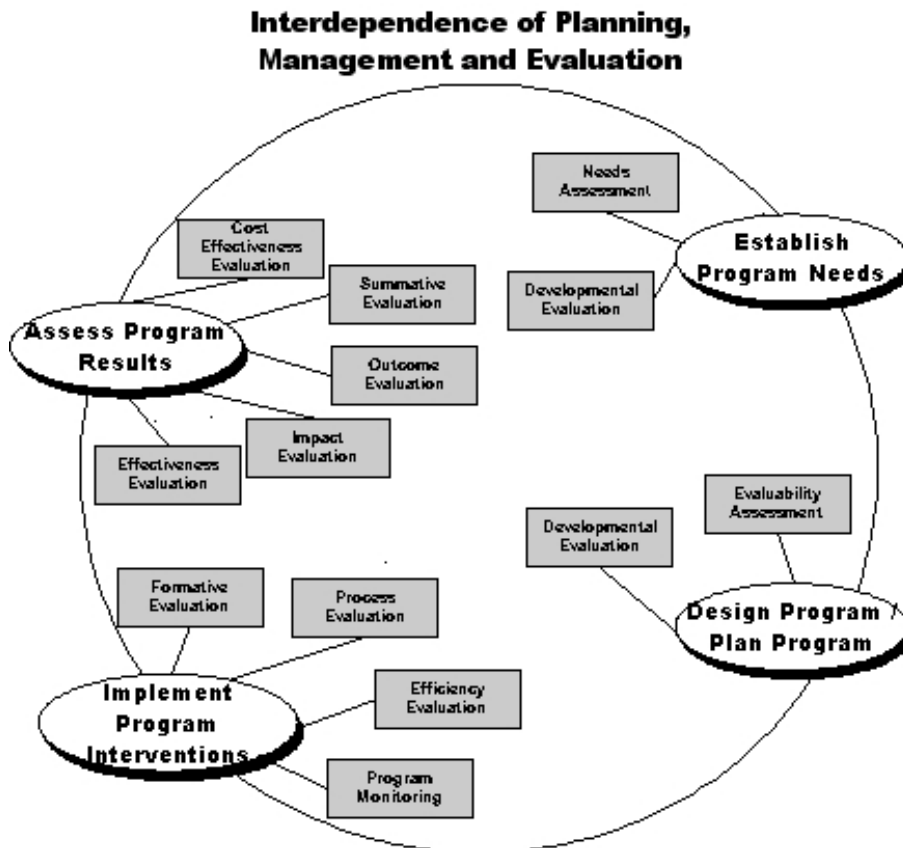 Interdependence of Planning,
Management and Evaluation
Needs
Assessment
Establish
Program Needs
Developmental
Evaluation
Cost
Effectiveness
Evaluation
Summative
Evaluation
Assess Program
Results
Outcome
Evaluation
Impact
Evaluation
Effectiveness
Evaluation
Evaluability
Assessment
Developmental
Evaluation
Design Program /
Plan Program
Formative
Evaluation
Process
Evaluation
Implement
Program
Interventions
Efficiency
Evaluation
Program
Monitoring